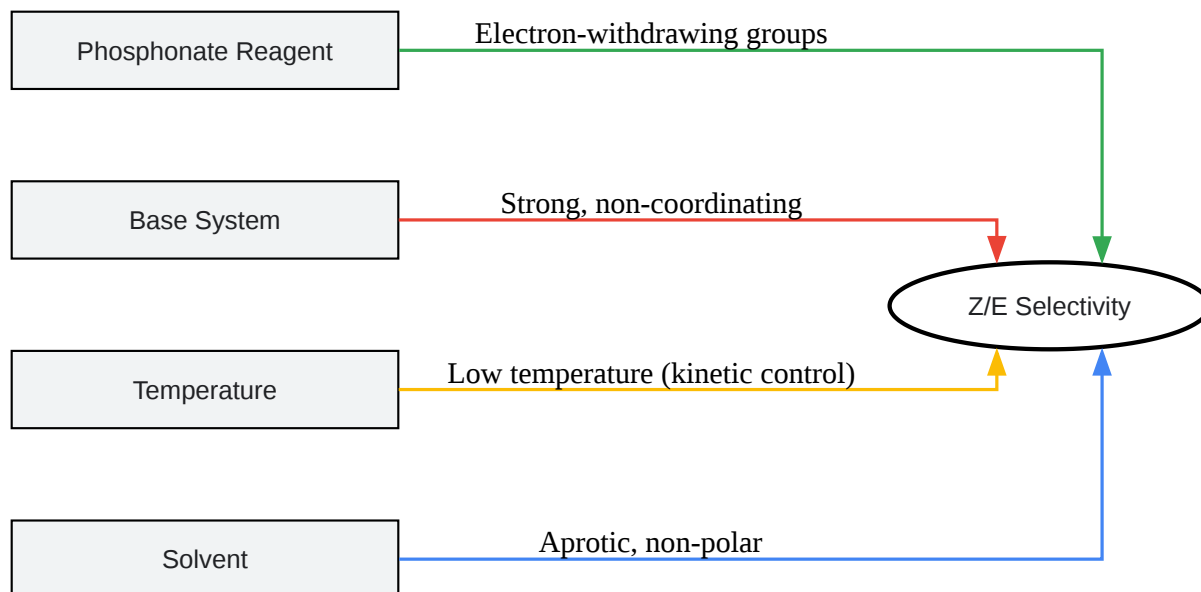 Phosphonate Reagent
Electron-withdrawing groups
Base System
Strong, non-coordinating
Z/E Selectivity
Temperature
Low temperature (kinetic control)
Solvent
Aprotic, non-polar